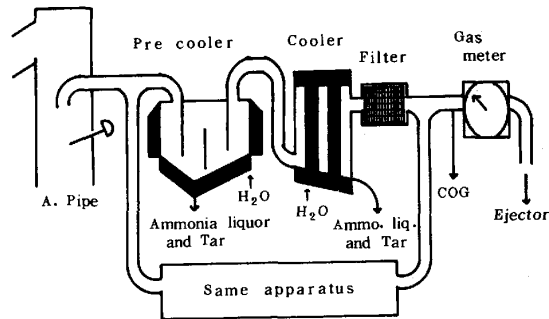 Pre cooler
Cooler
Filter
Gas
meter
A. Pipe
H₂O
Ammonia liquor
and Tar
H₂O
Ammo. liq.
and Tar
COG
Ejector
Same apparatus